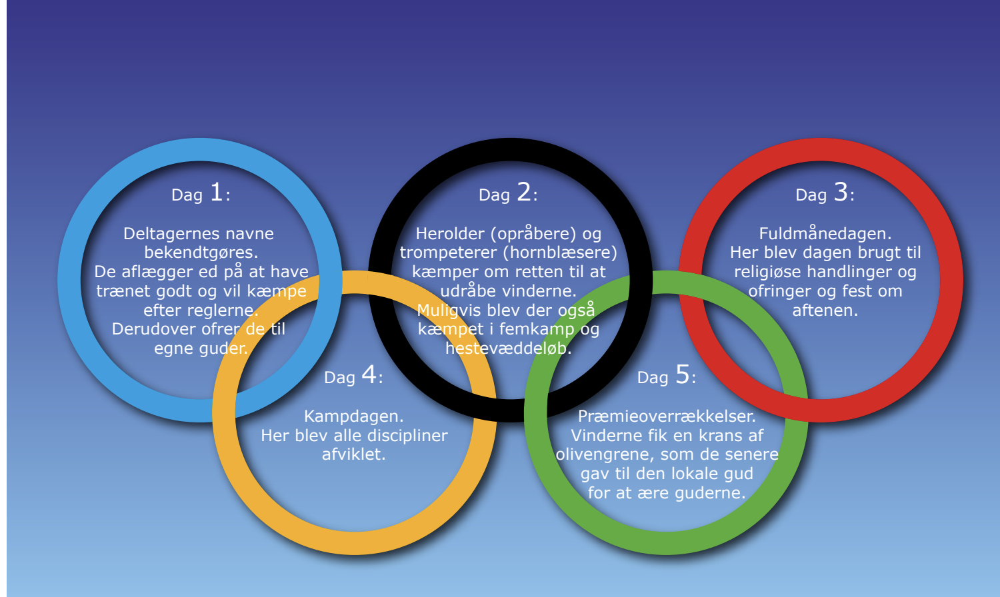 Dag 1:
Deltagernes navne
bekendtgøres.
De aflægger ed på at have
trænet godt og vil kæmpe
efter reglerne.
Derudover ofrer de til
egne guder.
Dag 2:
Herolder (opråbere) og
trompeterer (hornblæsere)
kæmper om retten til at
udråbe vinderne.
Muligvis blev der også
kæmpet i femkamp og
hestevæddeløb.
Dag 3:
Fuldmånedagen.
Her blev dagen brugt til
religiøse handlinger og
ofringer og fest om
aftenen.
Dag 4:
Kampdagen.
Her blev alle discipliner
afviklet.
Dag 5:
Præmieoverrækkelser.
Vinderne fik en krans af
olivengrene, som de senere
gav til den lokale gud
for at ære guderne.